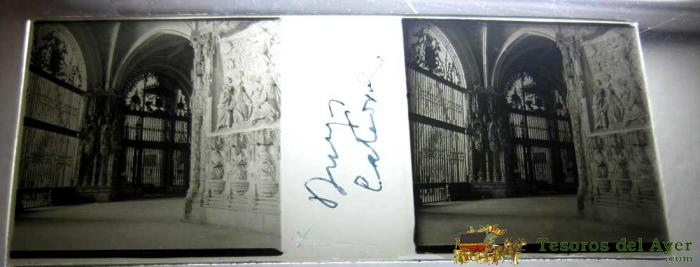 Burgos
Catedral
Tesoros del Ayer